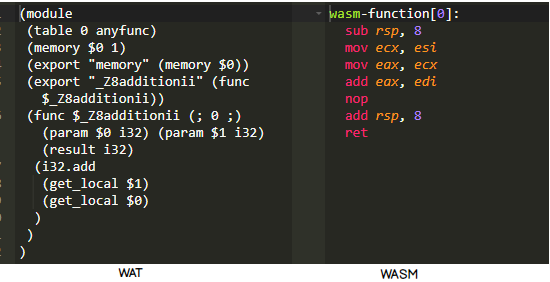 (module
(table 0 anyfunc)
(memory $0 1)
(export "memory" (memory $0))
(export "_Z8additionii" (func
$_Z8additionii))
(func $_Z8additionii (; 0 ;)
(param $0 i32) (param $1 i32)
(result i32)
(i32.add
(get_local $1)
(get_local $0)
)
)
)
wasm-function[0]:
sub rsp, 8
mov ecx, esi
mov eax, ecx
add eax, edi
nop
add rsp, 8
ret
WAT
WASM